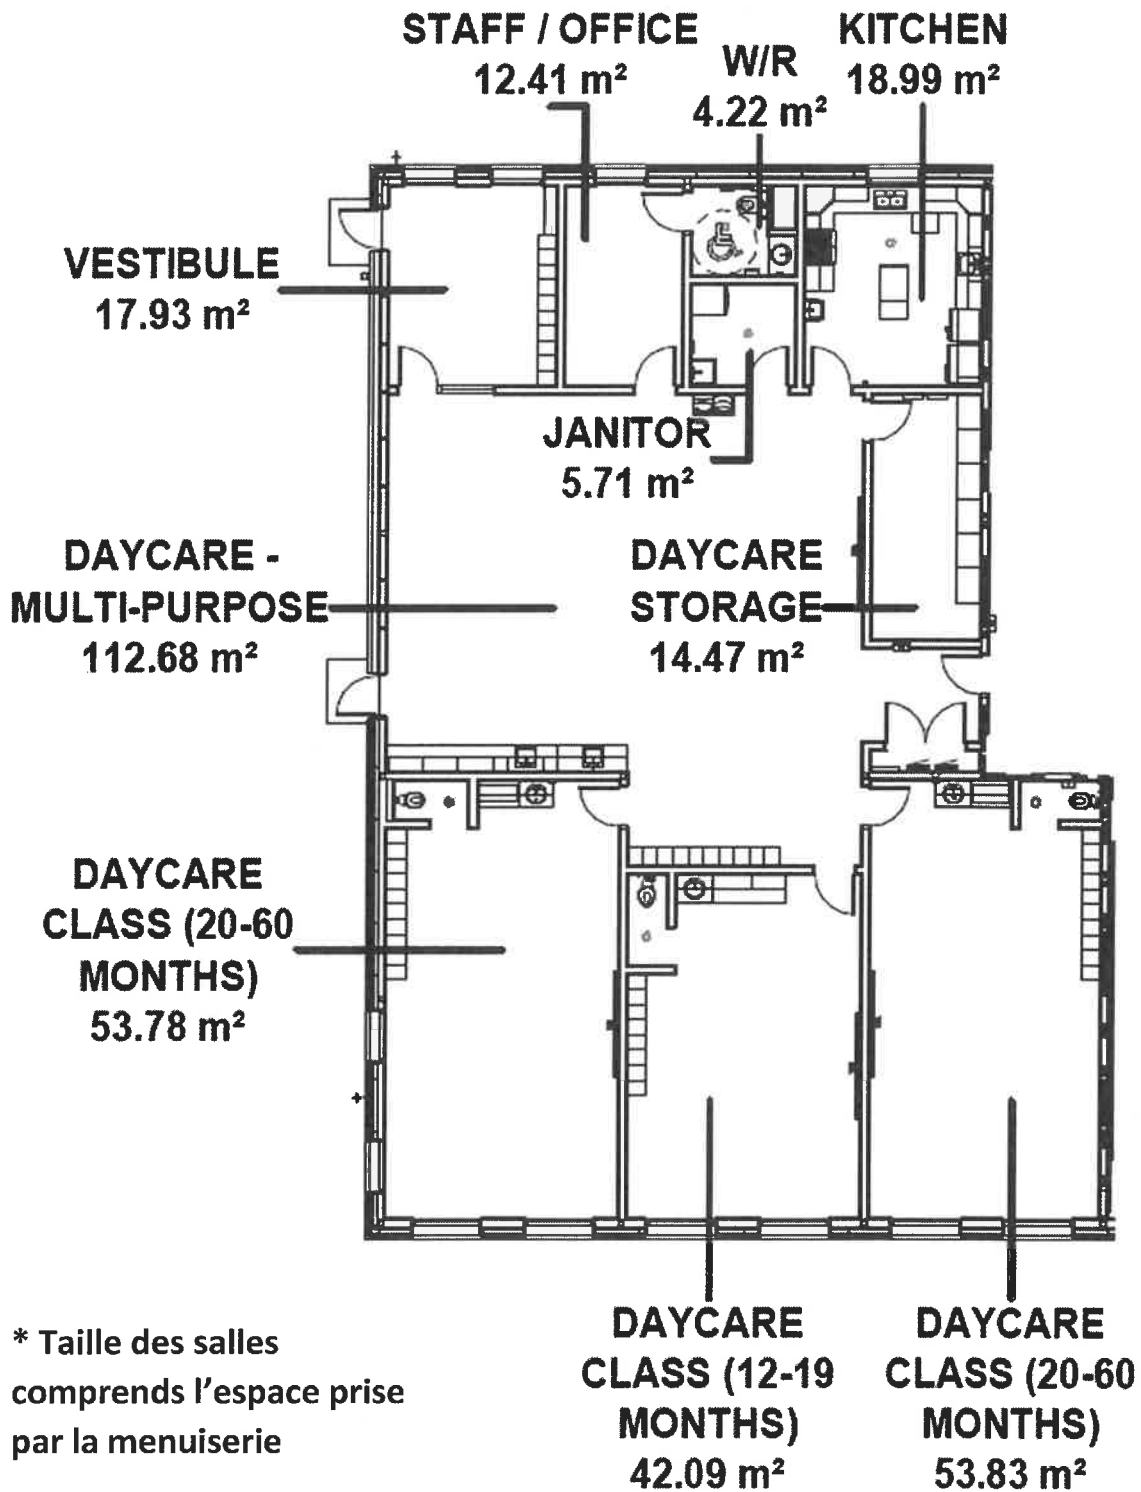 STAFF / OFFICE
12.41 m²
W/R
4.22 m²
KITCHEN
18.99 m²
VESTIBULE
17.93 m²
JANITOR
5.71 m²
DAYCARE -
MULTI-PURPOSE
112.68 m²
DAYCARE
STORAGE
14.47 m²
DAYCARE
CLASS (20-60
MONTHS)
53.78 m²
DAYCARE
CLASS (12-19
MONTHS)
42.09 m²
DAYCARE
CLASS (20-60
MONTHS)
53.83 m²
* Taille des salles
comprends l'espace prise
par la menuiserie